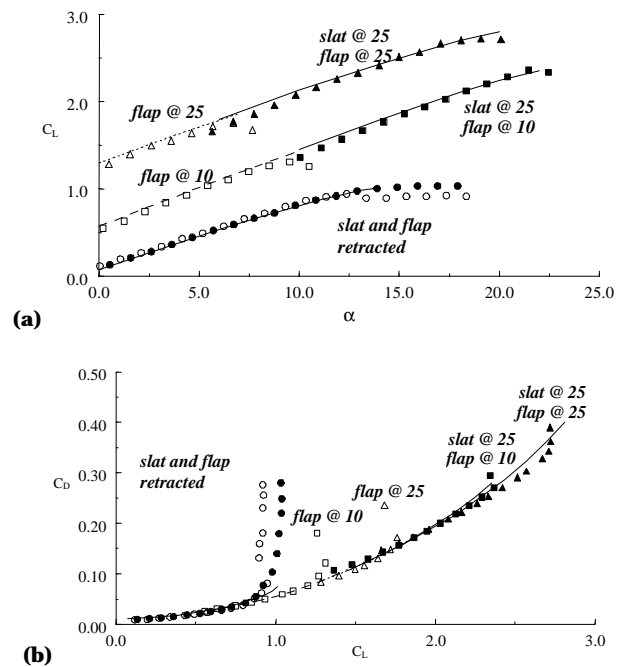 3.0
slat @ 25
flap @ 25
flap @ 25
2.0
C_L
slat @ 25
flap @ 10
flap @ 10
1.0
slat and flap
retracted
0.0
0.0
5.0
10.0
15.0
20.0
25.0
α
(a)
0.50
slat @ 25
flap @ 25
0.40
slat @ 25
flap @ 10
slat and flap
retracted
0.30
C_D
flap @ 25
flap @ 10
0.20
0.10
0.00
0.0
1.0
2.0
3.0
C_L
(b)